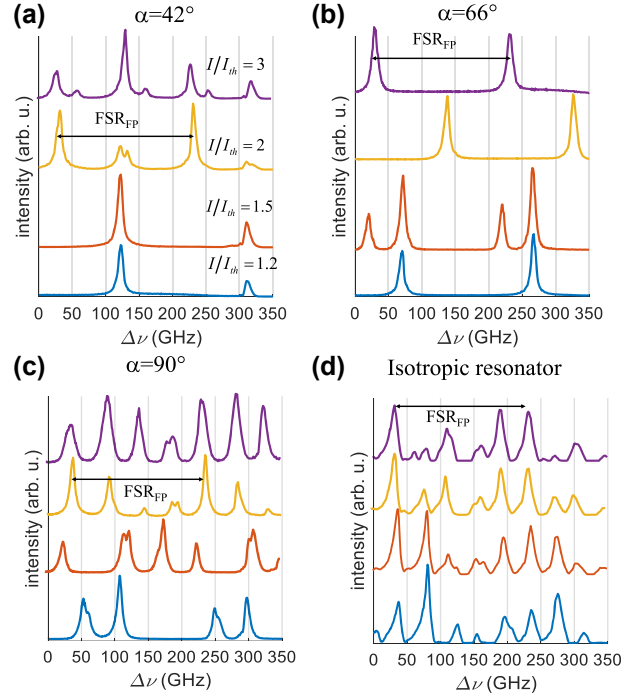 (a)
α=42°
I/I_th = 3
FSR_FP
I/I_th = 2
I/I_th = 1.5
I/I_th = 1.2
intensity (arb. u.)
0 50 100 150 200 250 300 350
Δν (GHz)
(b)
α=66°
FSR_FP
intensity (arb. u.)
0 50 100 150 200 250 300 350
Δν (GHz)
(c)
α=90°
FSR_FP
intensity (arb. u.)
0 50 100 150 200 250 300 350
Δν (GHz)
(d)
Isotropic resonator
FSR_FP
intensity (arb. u.)
0 50 100 150 200 250 300 350
Δν (GHz)